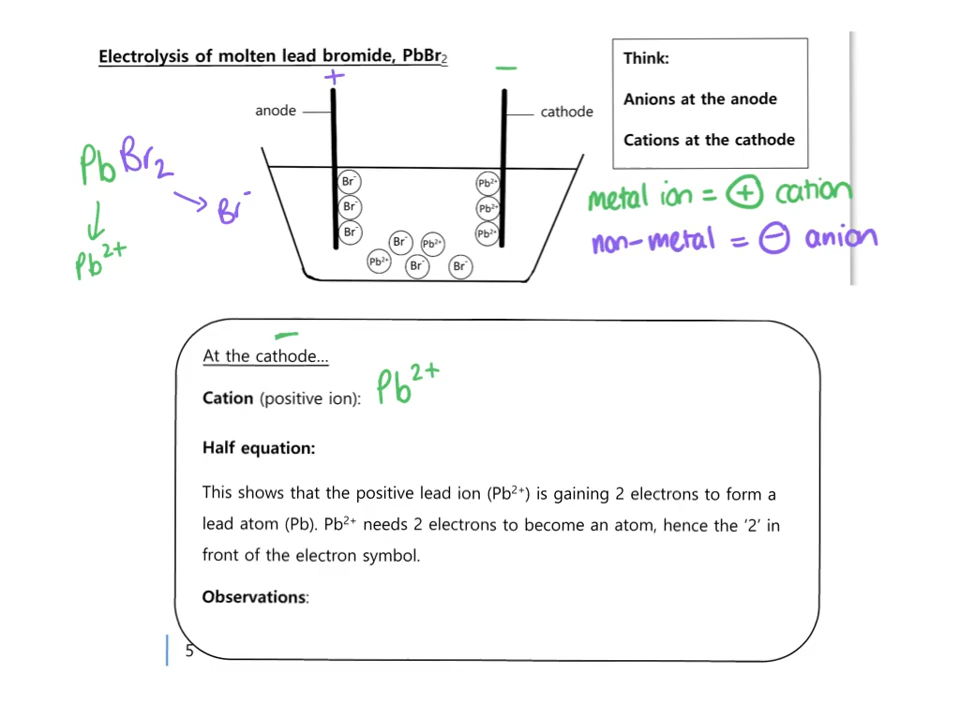 Electrolysis of molten lead bromide, PbBr₂
+
−
anode
cathode
Think:
Anions at the anode
Cations at the cathode
PbBr₂
Br⁻
Pb²⁺
Br⁻
Br⁻
Br⁻
Pb²⁺
Pb²⁺
Pb²⁺
Br⁻
Pb²⁺
Pb²⁺
Br⁻
Br⁻
metal ion = ⊕ cation
non-metal = ⊖ anion
−
At the cathode...
Cation (positive ion): Pb²⁺
Half equation:
This shows that the positive lead ion (Pb²⁺) is gaining 2 electrons to form a
lead atom (Pb). Pb²⁺ needs 2 electrons to become an atom, hence the ‘2’ in
front of the electron symbol.
Observations:
5